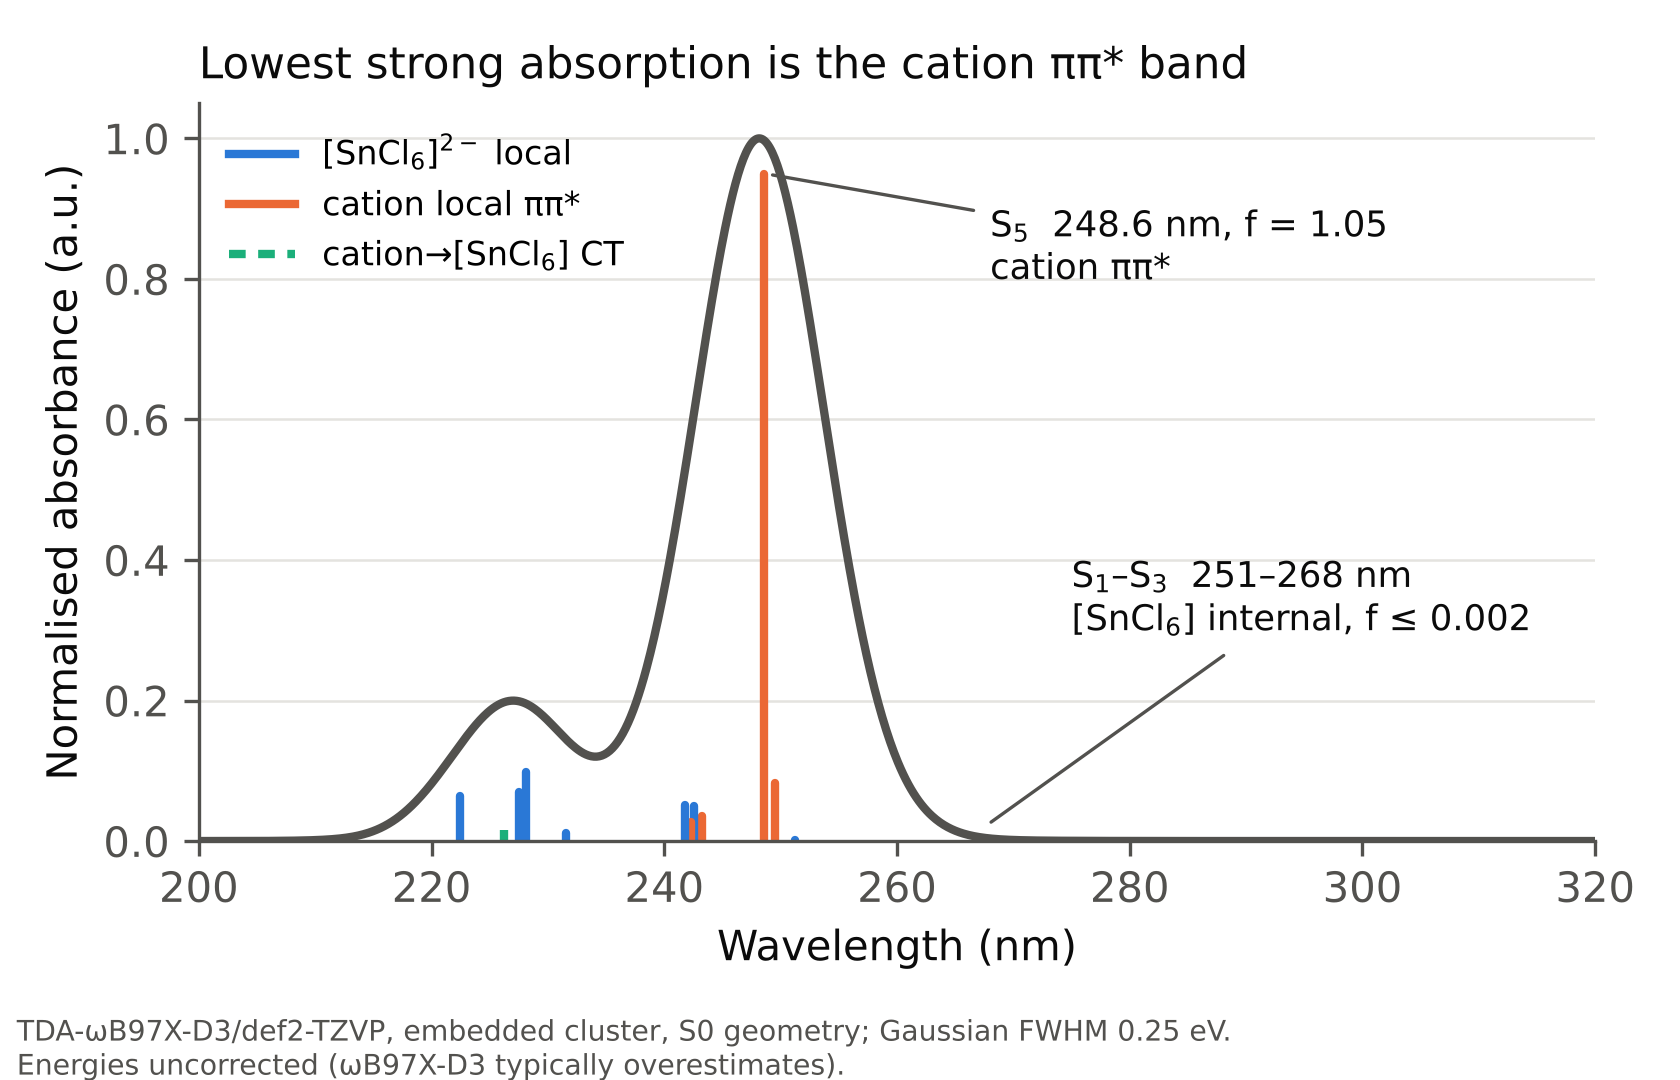 Lowest strong absorption is the cation ππ* band
Normalised absorbance (a.u.)
1.0
0.8
0.6
0.4
0.2
0.0
[SnCl₆]²⁻ local
cation local ππ*
cation→[SnCl₆] CT
S₅ 248.6 nm, f = 1.05
cation ππ*
S₁–S₃ 251–268 nm
[SnCl₆] internal, f ≤ 0.002
200 220 240 260 280 300 320
Wavelength (nm)
TDA-ωB97X-D3/def2-TZVP, embedded cluster, S0 geometry; Gaussian FWHM 0.25 eV.
Energies uncorrected (ωB97X-D3 typically overestimates).